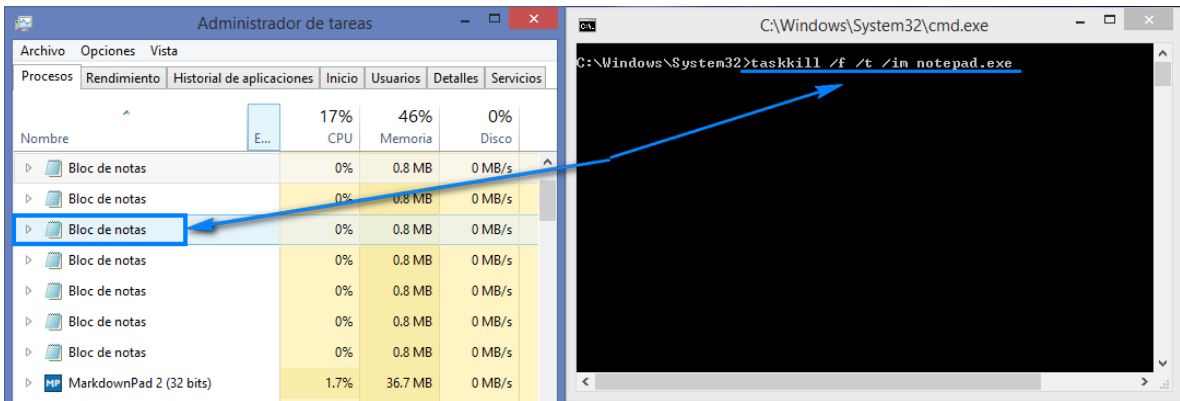 Administrador de tareas
Archivo Opciones Vista
Procesos Rendimiento Historial de aplicaciones Inicio Usuarios Detalles Servicios
17% 46% 0%
Nombre E... CPU Memoria Disco
Bloc de notas 0% 0.8 MB 0 MB/s
Bloc de notas 0% 0.8 MB 0 MB/s
Bloc de notas 0% 0.8 MB 0 MB/s
Bloc de notas 0% 0.8 MB 0 MB/s
Bloc de notas 0% 0.8 MB 0 MB/s
Bloc de notas 0% 0.8 MB 0 MB/s
Bloc de notas 0% 0.8 MB 0 MB/s
MP MarkdownPad 2 (32 bits) 1.7% 36.7 MB 0 MB/s
C:\Windows\System32\cmd.exe
C:\Windows\System32>taskkill /f /t /im notepad.exe